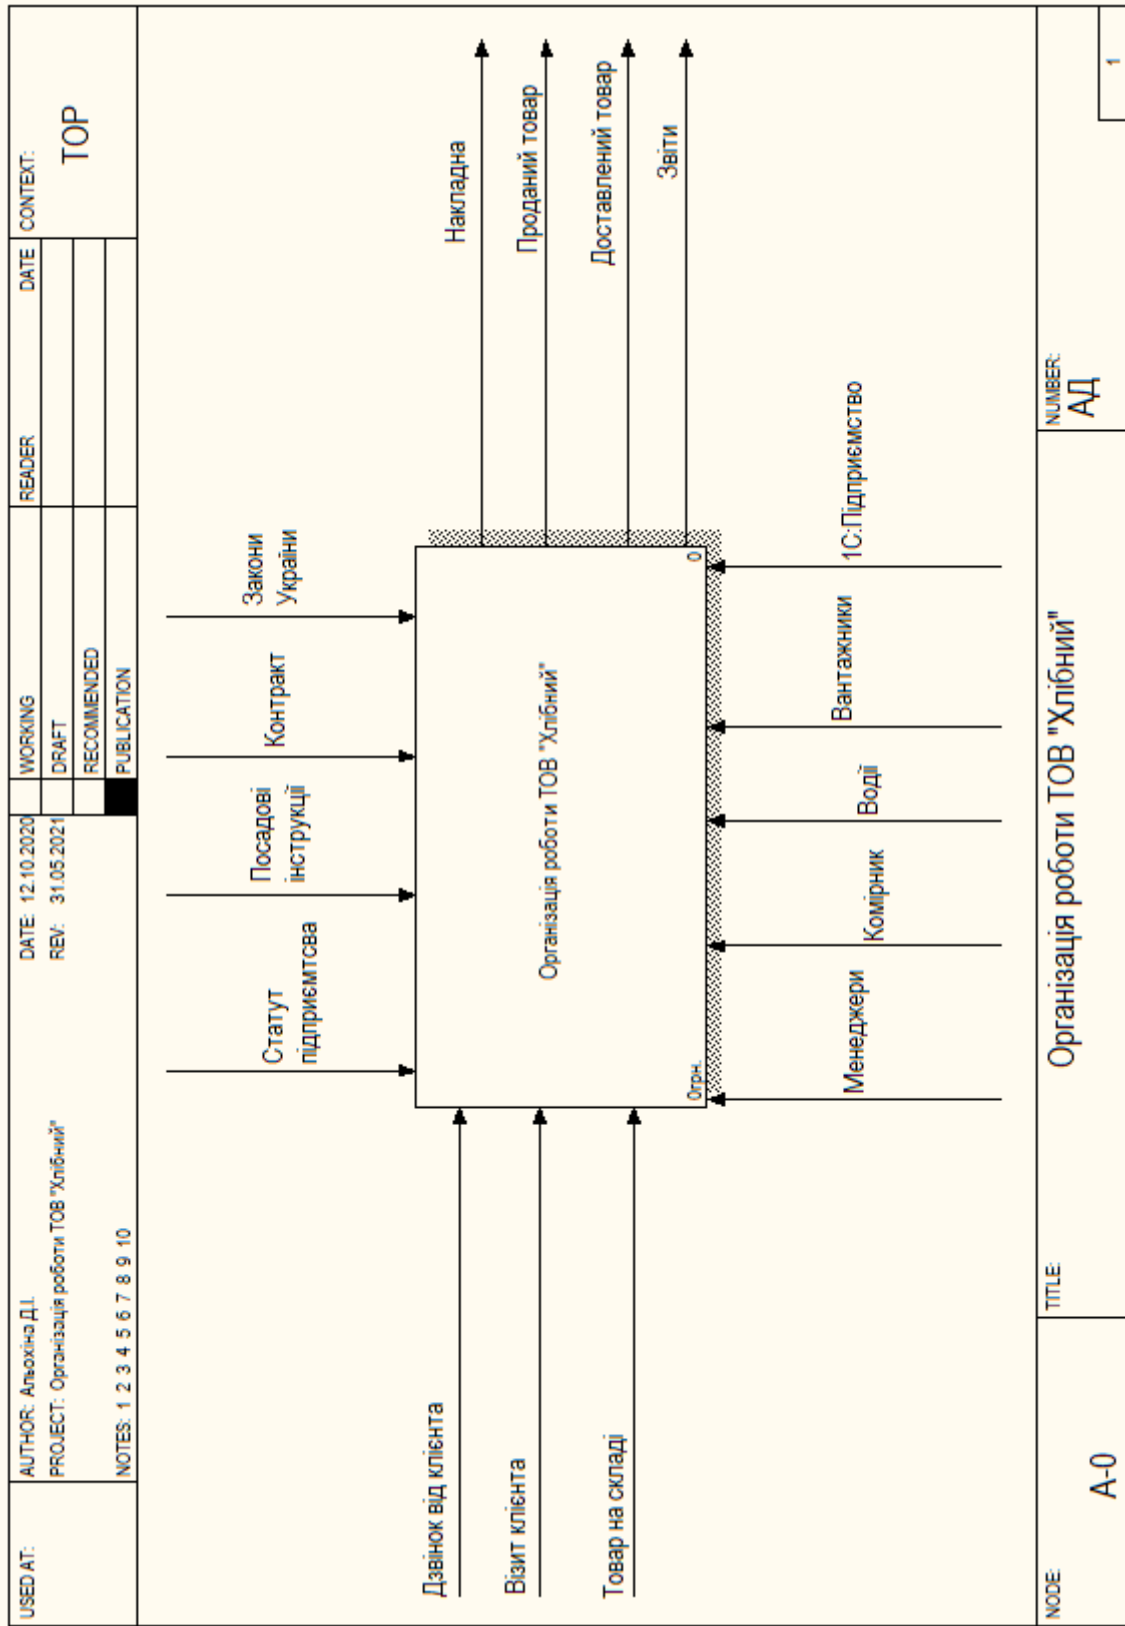 USED AT:
AUTHOR: Альохіна Д.І.
DATE: 12.10.2020
PROJECT: Організація роботи ТОВ "Хлібний"
REV: 31.05.2021
NOTES: 1 2 3 4 5 6 7 8 9 10
WORKING
DRAFT
RECOMMENDED
PUBLICATION
READER
DATE
CONTEXT:
TOP
Статут
підприємтсва
Посадові
інструкції
Контракт
Закони
України
Дзвінок від клієнта
Візит клієнта
Товар на складі
Організація роботи ТОВ "Хлібний"
0грн.
0
Накладна
Проданий товар
Доставлений товар
Звіти
Менеджери
Комірник
Водії
Вантажники
1С:Підприємство
NODE:
A-0
TITLE:
Організація роботи ТОВ "Хлібний"
NUMBER:
АД
1